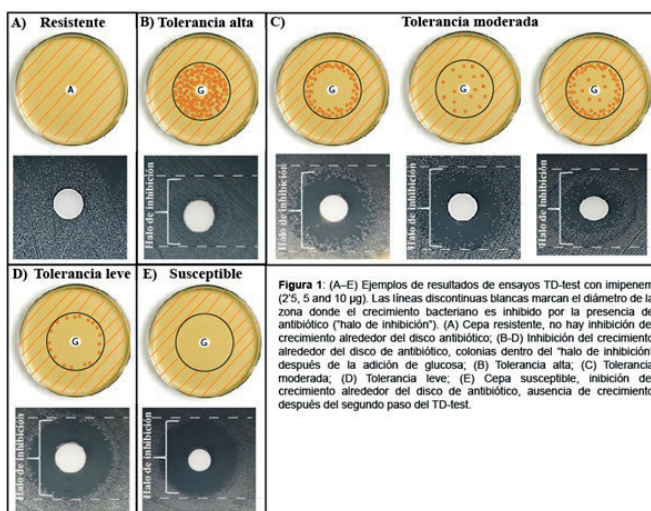 A) Resistente
B) Tolerancia alta
C) Tolerancia moderada
A
G
G
G
G
Halo de inhibición
Halo de inhibición
Halo de inhibición
Halo de inhibición
D) Tolerancia leve
E) Susceptible
G
G
Halo de inhibición
Halo de inhibición
Figura 1: (A–E) Ejemplos de resultados de ensayos TD-test con imipenem
(2'5, 5 and 10 µg). Las líneas discontinuas blancas marcan el diámetro de la
zona donde el crecimiento bacteriano es inhibido por la presencia de
antibiótico ("halo de inhibición"). (A) Cepa resistente, no hay inhibición de
crecimiento alrededor del disco antibiótico; (B-D) Inhibición del crecimiento
alrededor del disco de antibiótico, colonias dentro del "halo de inhibición"
después de la adición de glucosa; (B) Tolerancia alta; (C) Tolerancia
moderada; (D) Tolerancia leve; (E) Cepa susceptible, inibición de
crecimiento alrededor del disco de antibiótico, ausencia de crecimiento
después del segundo paso del TD-test.